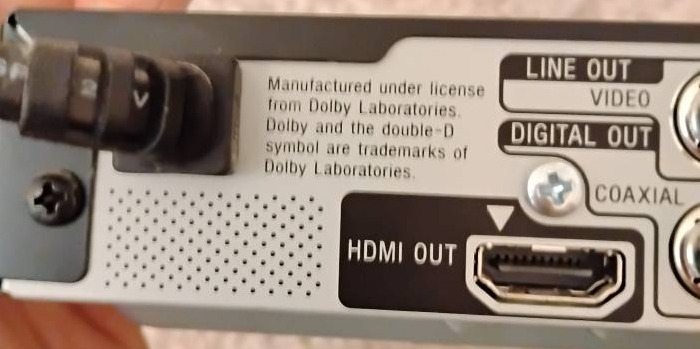 Manufactured under license
from Dolby Laboratories.
Dolby and the double-D
symbol are trademarks of
Dolby Laboratories.
LINE OUT
VIDEO
DIGITAL OUT
COAXIAL
HDMI OUT